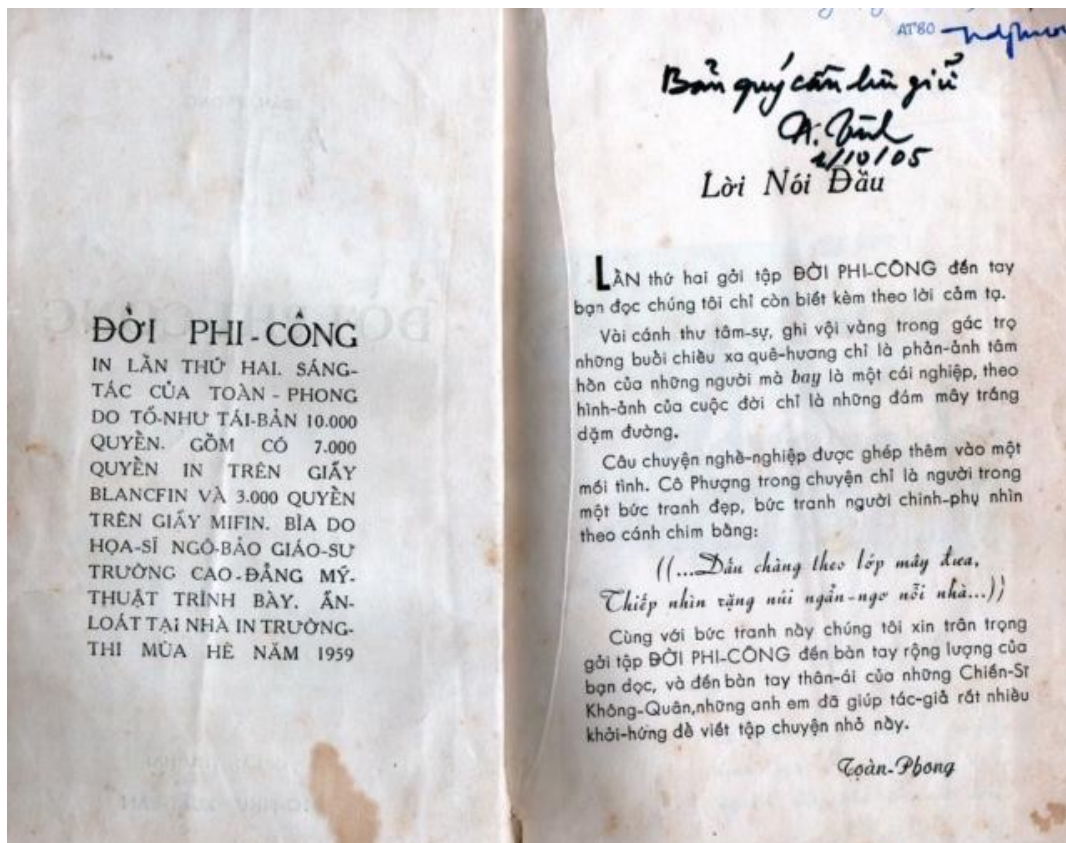 ĐỜI PHI-CÔNG
IN LẦN THỨ HAI. SÁNG-
TÁC CỦA TOÀN - PHONG
DO TỐ-NHƯ TÁI-BẢN 10.000
QUYỂN. GỒM CÓ 7.000
QUYỂN IN TRÊN GIẤY
BLANCFIN VÀ 3.000 QUYỂN
TRÊN GIẤY MIFIN. BÌA DO
HỌA-SĨ NGÔ-BẢO GIÁO-SƯ
TRƯỜNG CAO-ĐẲNG MỸ-
THUẬT TRÌNH BÀY. ẤN-
LOÁT TẠI NHÀ IN TRƯỜNG-
THI MÙA HÈ NĂM 1959
AT80
Bản quý cần lưu giữ
1/10/05
Lời Nói Đầu
LẦN thứ hai gởi tập ĐỜI PHI-CÔNG đến tay
bạn đọc chúng tôi chỉ còn biết kèm theo lời cảm tạ.
Vài cánh thư tâm-sự, ghi vội vàng trong gác trọ
những buổi chiều xa quê-hương chỉ là phản-ảnh tâm
hồn của những người mà bay là một cái nghiệp, theo
hình-ảnh của cuộc đời chỉ là những đám mây trắng
dặm đường.
Câu chuyện nghề-nghiệp được ghép thêm vào một
mối tình. Cô Phượng trong chuyện chỉ là người trong
một bức tranh đẹp, bức tranh người chinh-phụ nhìn
theo cánh chim bằng:
((...Dấu chàng theo lớp mây đưa,
Thiếp nhìn rặng núi ngẩn-ngơ nỗi nhà...))
Cùng với bức tranh này chúng tôi xin trân trọng
gởi tập ĐỜI PHI-CÔNG đến bàn tay rộng lượng của
bạn đọc, và đến bàn tay thân-ái của những Chiến-Sĩ
Không-Quân,những anh em đã giúp tác-giả rất nhiều
khởi-hứng để viết tập chuyện nhỏ này.
Toàn-Phong